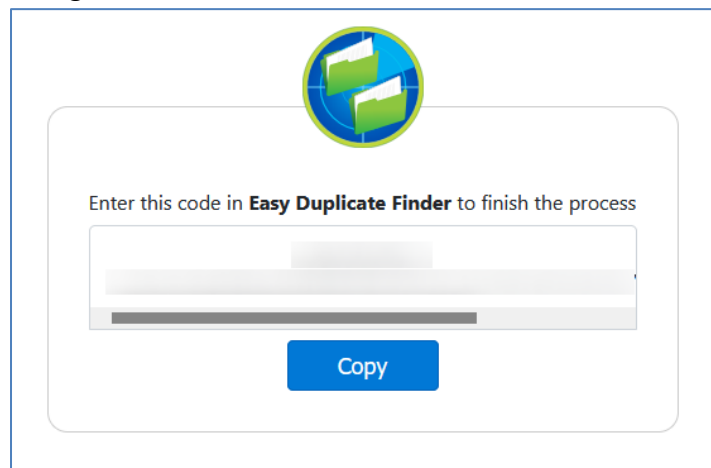 Enter this code in Easy Duplicate Finder to finish the process
Copy